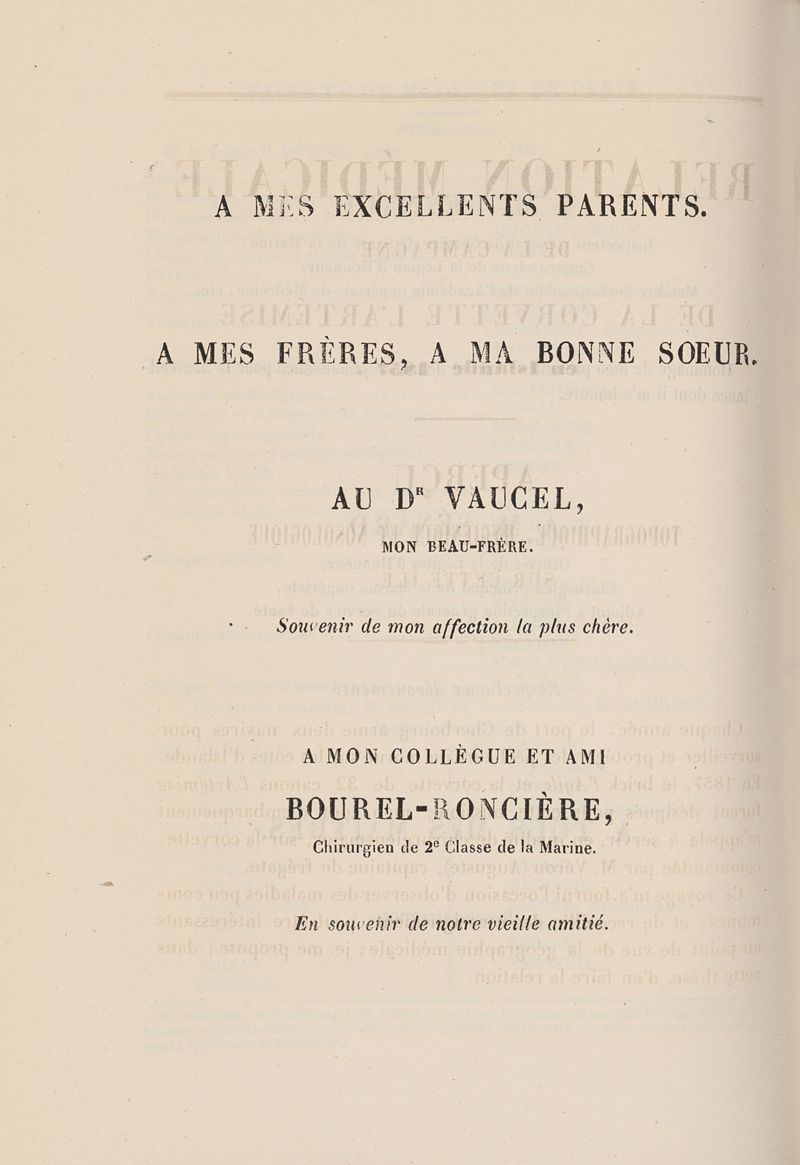 A MES EXCELLENTS PARENTS.
A MES FRÈRES, A MA BONNE SOEUR.
AU Dᴿ VAUCEL,
MON BEAU-FRÈRE.
Souvenir de mon affection la plus chère.
A MON COLLÈGUE ET AMI
BOUREL-RONCIÈRE,
Chirurgien de 2ᵉ Classe de la Marine.
En souvenir de notre vieille amitié.